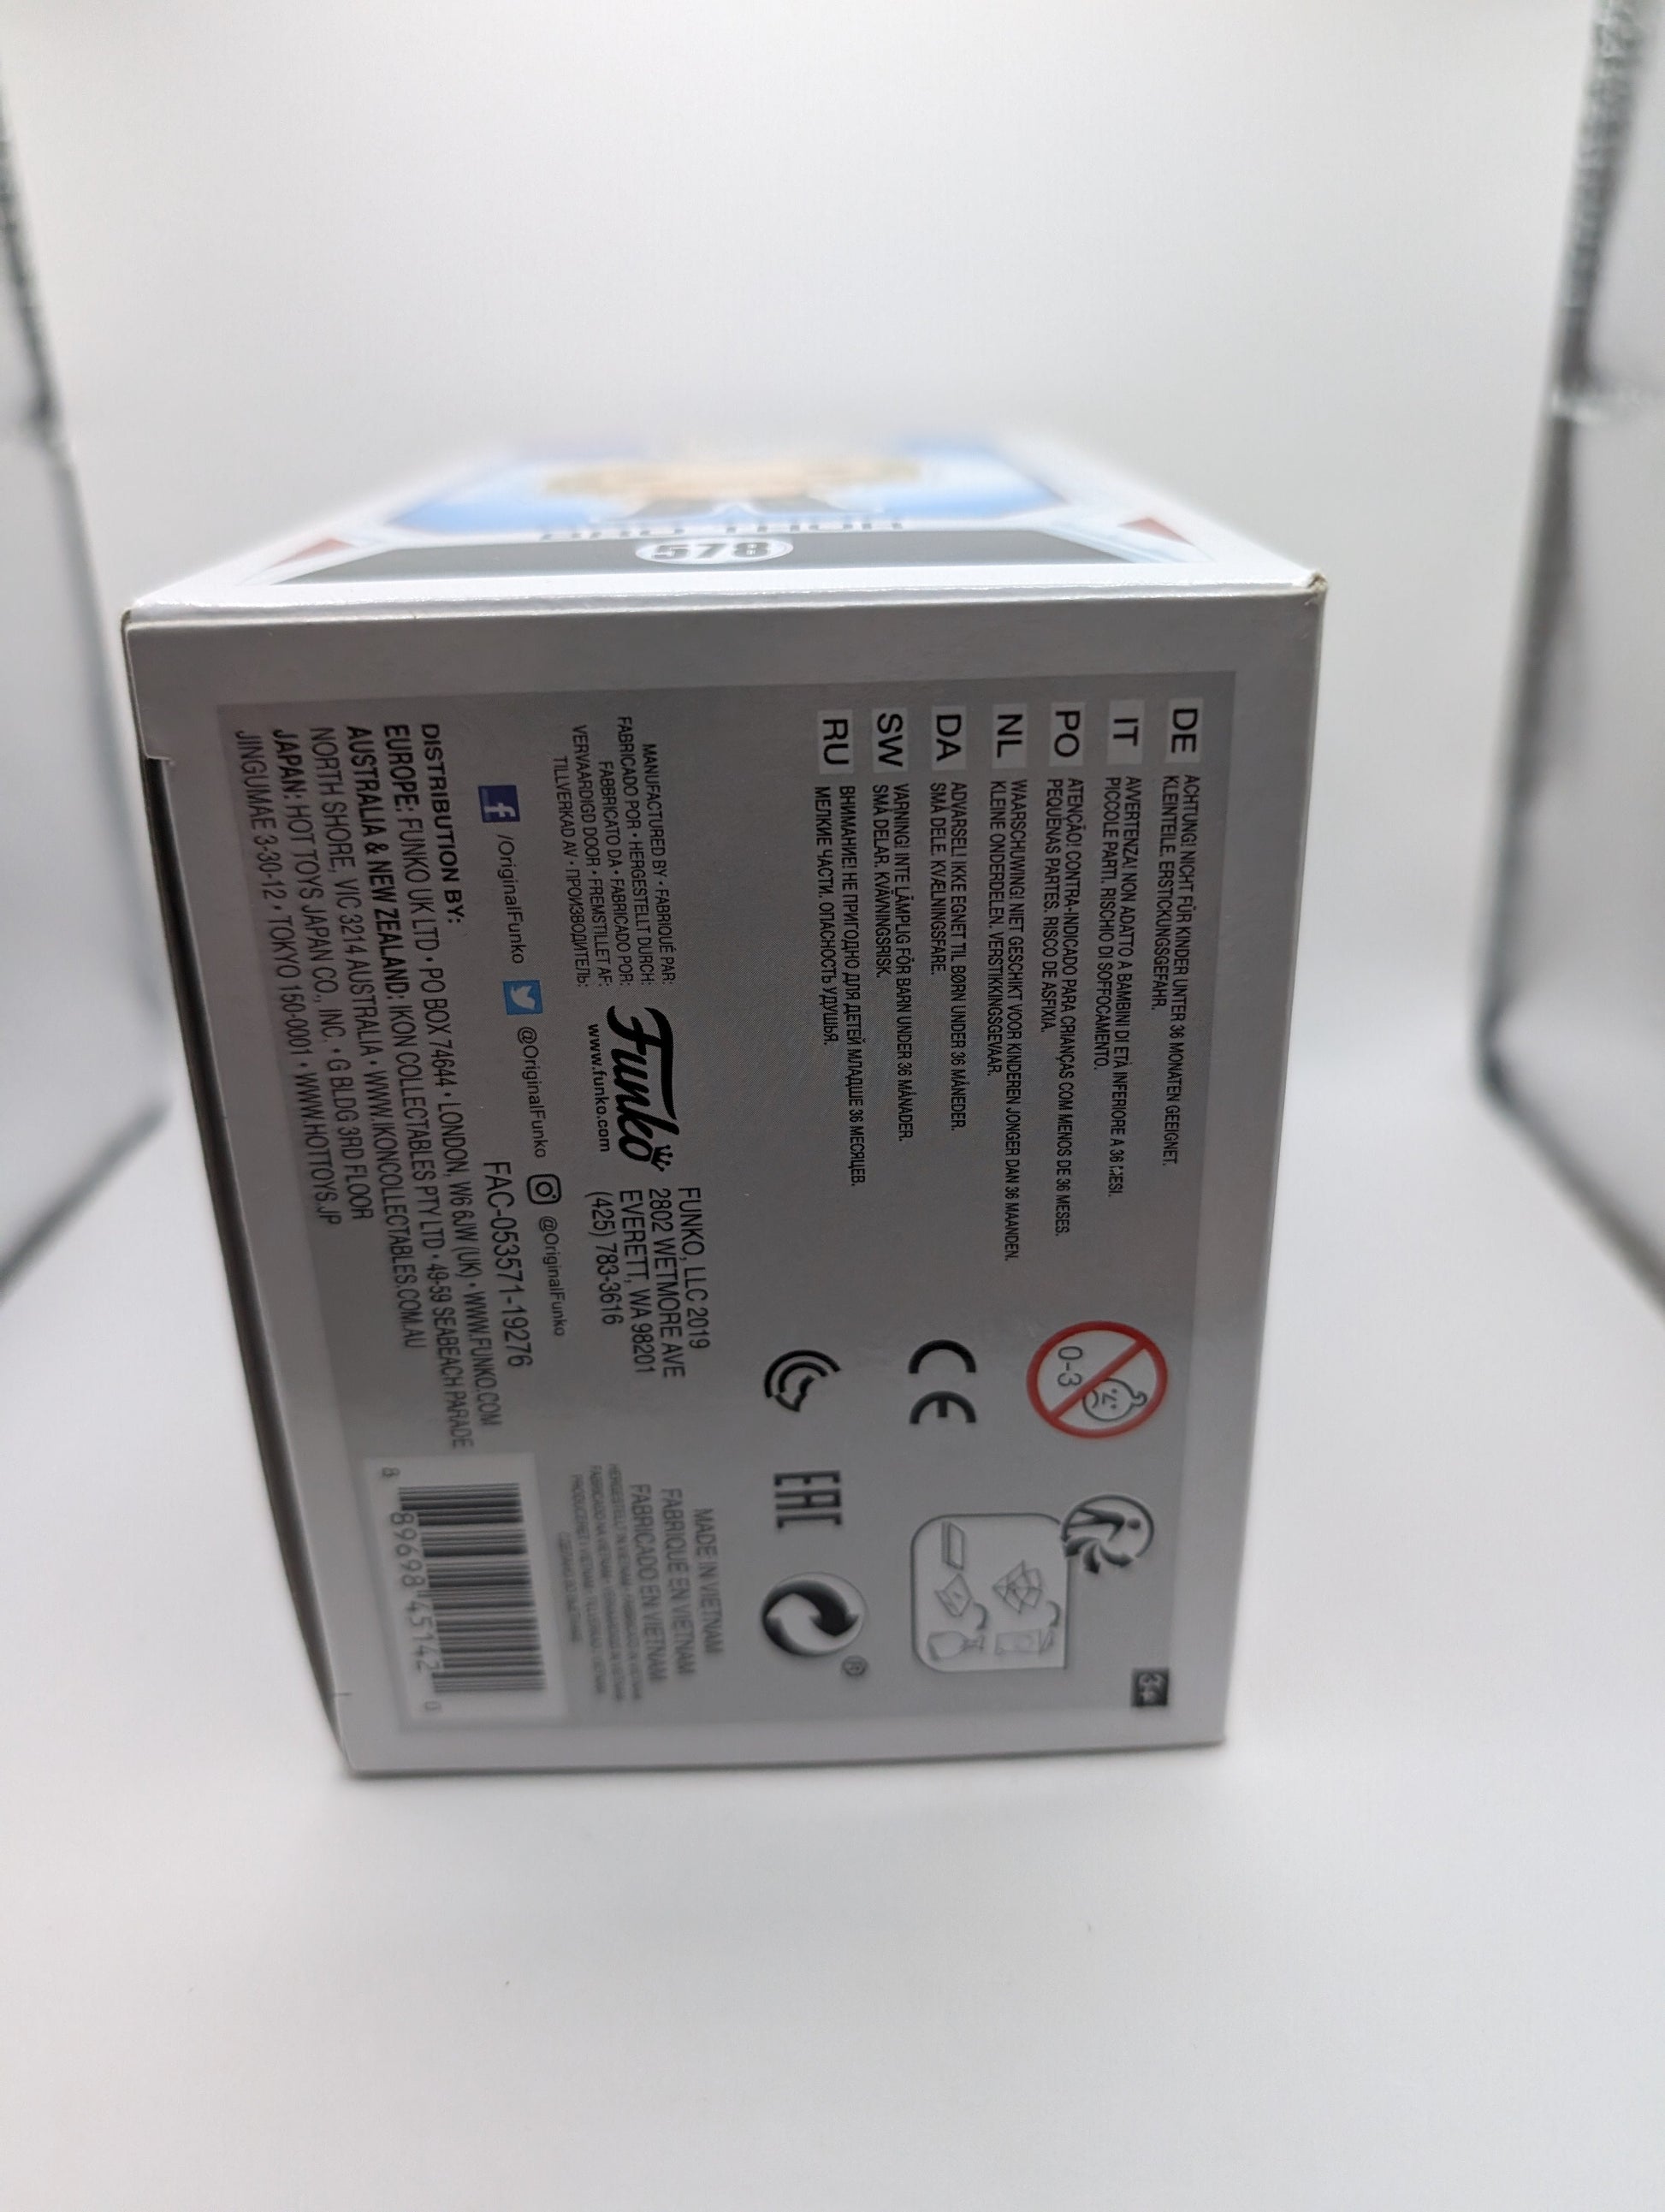 578
DE ACHTUNG! NICHT FÜR KINDER UNTER 36 MONATEN GEEIGNET.
KLEINTEILE. ERSTICKUNGSGEFAHR.
IT AVVERTENZA! NON ADATTO A BAMBINI DI ETÀ INFERIORE A 36 MESI.
PICCOLE PARTI. RISCHIO DI SOFFOCAMENTO.
PO ATENÇÃO! CONTRA-INDICADO PARA CRIANÇAS COM MENOS DE 36 MESES.
PEQUENAS PARTES. RISCO DE ASFIXIA.
NL WAARSCHUWING! NIET GESCHIKT VOOR KINDEREN JONGER DAN 36 MAANDEN.
KLEINE ONDERDELEN. VERSTIKKINGSGEVAAR.
DA ADVARSEL! IKKE EGNET TIL BØRN UNDER 36 MÅNEDER.
SMÅ DELE. KVÆLNINGSFARE.
SW VARNING! INTE LÄMPLIG FÖR BARN UNDER 36 MÅNADER.
SMÅ DELAR. KVÄVNINGSRISK.
RU ВНИМАНИЕ! НЕ ПРИГОДНО ДЛЯ ДЕТЕЙ МЛАДШЕ 36 МЕСЯЦЕВ.
МЕЛКИЕ ЧАСТИ. ОПАСНОСТЬ УДУШЬЯ.
0-3
3+
CE
EAC
®
MANUFACTURED BY • FABRIQUÉ PAR:
FABRICADO POR • HERGESTELLT DURCH:
FABBRICATO DA • FABRICADO POR:
VERVAARDIGD DOOR • FREMSTILLET AF:
TILLVERKAD AV • ПРОИЗВОДИТЕЛЬ:
Funko
www.funko.com
FUNKO, LLC 2019
2802 WETMORE AVE
EVERETT, WA 98201
(425) 783-3616
MADE IN VIETNAM
FABRIQUÉ EN VIETNAM
FABRICADO EN VIETNAM
/OriginalFunko @OriginalFunko @OriginalFunko
FAC-053571-19276
DISTRIBUTION BY:
EUROPE: FUNKO UK LTD • PO BOX 74644 • LONDON, W6 6JW (UK) • WWW.FUNKO.COM
AUSTRALIA & NEW ZEALAND: IKON COLLECTABLES PTY LTD • 49-59 SEABEACH PARADE
NORTH SHORE, VIC 3214 AUSTRALIA • WWW.IKONCOLLECTABLES.COM.AU
JAPAN: HOT TOYS JAPAN CO., INC. • G BLDG 3RD FLOOR
JINGUMAE 3-30-12 • TOKYO 150-0001 • WWW.HOTTOYS.JP
8 89698 45142 0